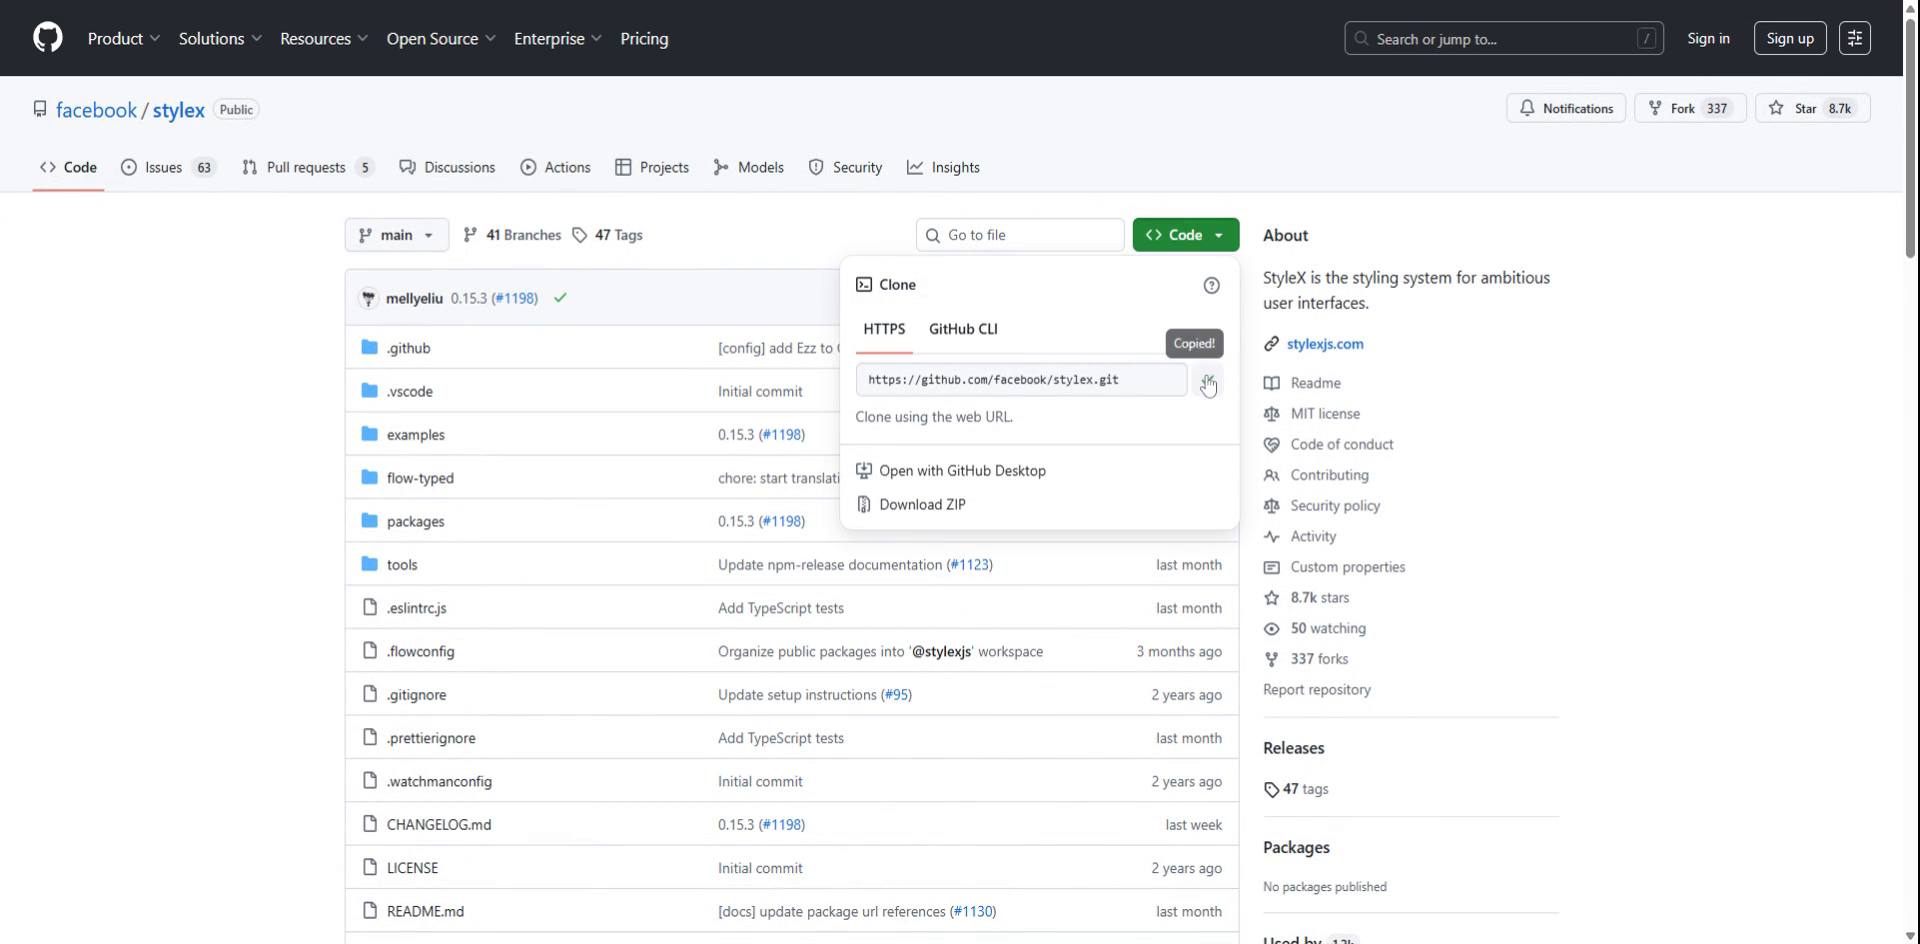 Product Solutions Resources Open Source Enterprise Pricing Search or jump to... / Sign in Sign up
facebook / stylex Public Notifications Fork 337 Star 8.7k
Code Issues 63 Pull requests 5 Discussions Actions Projects Models Security Insights
main 41 Branches 47 Tags Go to file Code
mellyeliu 0.15.3 (#1198)
.github [config] add Ezz to
.vscode Initial commit
examples 0.15.3 (#1198)
flow-typed chore: start translati
packages 0.15.3 (#1198)
tools Update npm-release documentation (#1123) last month
.eslintrc.js Add TypeScript tests last month
.flowconfig Organize public packages into '@stylexjs' workspace 3 months ago
.gitignore Update setup instructions (#95) 2 years ago
.prettierignore Add TypeScript tests last month
.watchmanconfig Initial commit 2 years ago
CHANGELOG.md 0.15.3 (#1198) last week
LICENSE Initial commit 2 years ago
README.md [docs] update package url references (#1130) last month
Clone
HTTPS GitHub CLI
Copied!
https://github.com/facebook/stylex.git
Clone using the web URL.
Open with GitHub Desktop
Download ZIP
About
StyleX is the styling system for ambitious
user interfaces.
stylexjs.com
Readme
MIT license
Code of conduct
Contributing
Security policy
Activity
Custom properties
8.7k stars
50 watching
337 forks
Report repository
Releases
47 tags
Packages
No packages published
Used by